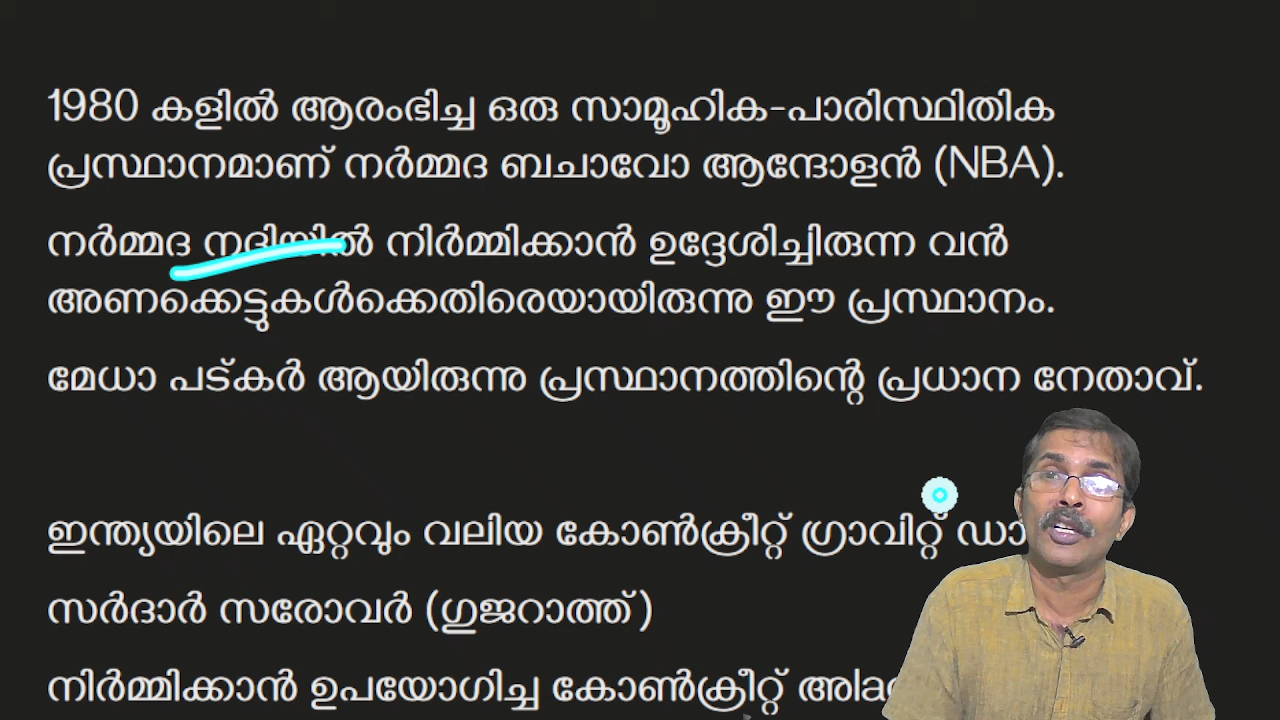 1980 കളിൽ ആരംഭിച്ച ഒരു സാമൂഹിക-പാരിസ്ഥിതിക
പ്രസ്ഥാനമാണ് നർമ്മദ ബചാവോ ആന്ദോളൻ (NBA).
നർമ്മദ നദിയിൽ നിർമ്മിക്കാൻ ഉദ്ദേശിച്ചിരുന്ന വൻ
അണക്കെട്ടുകൾക്കെതിരെയായിരുന്നു ഈ പ്രസ്ഥാനം.
മേധാ പട്കർ ആയിരുന്നു പ്രസ്ഥാനത്തിന്റെ പ്രധാന നേതാവ്.
ഇന്ത്യയിലെ ഏറ്റവും വലിയ കോൺക്രീറ്റ് ഗ്രാവിറ്റ്
സർദാർ സരോവർ (ഗുജറാത്ത്)
നിർമ്മിക്കാൻ ഉപയോഗിച്ച കോൺക്രീറ്റ്